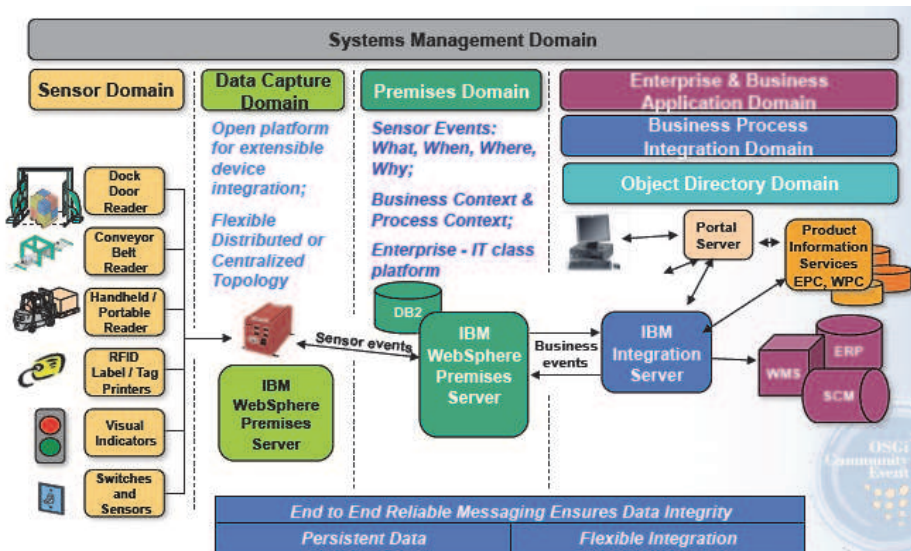 Systems Management Domain
Sensor Domain
Data Capture
Domain
Premises Domain
Enterprise & Business
Application Domain
Business Process
Integration Domain
Object Directory Domain
Open platform
for extensible
device
integration;
Flexible
Distributed or
Centralized
Topology
Sensor Events:
What, When, Where,
Why;
Business Context &
Process Context;
Enterprise - IT class
platform
Dock
Door
Reader
Conveyor
Belt
Reader
Handheld /
Portable
Reader
RFID
Label / Tag
Printers
Visual
Indicators
Switches
and
Sensors
Sensor events
IBM
WebSphere
Premises
Server
DB2
IBM
WebSphere
Premises
Server
Business
events
IBM
Integration
Server
Portal
Server
Product
Information
Services
EPC, WPC
ERP
WMS
SCM
OSGi
Community
Event
End to End Reliable Messaging Ensures Data Integrity
Persistent Data
Flexible Integration